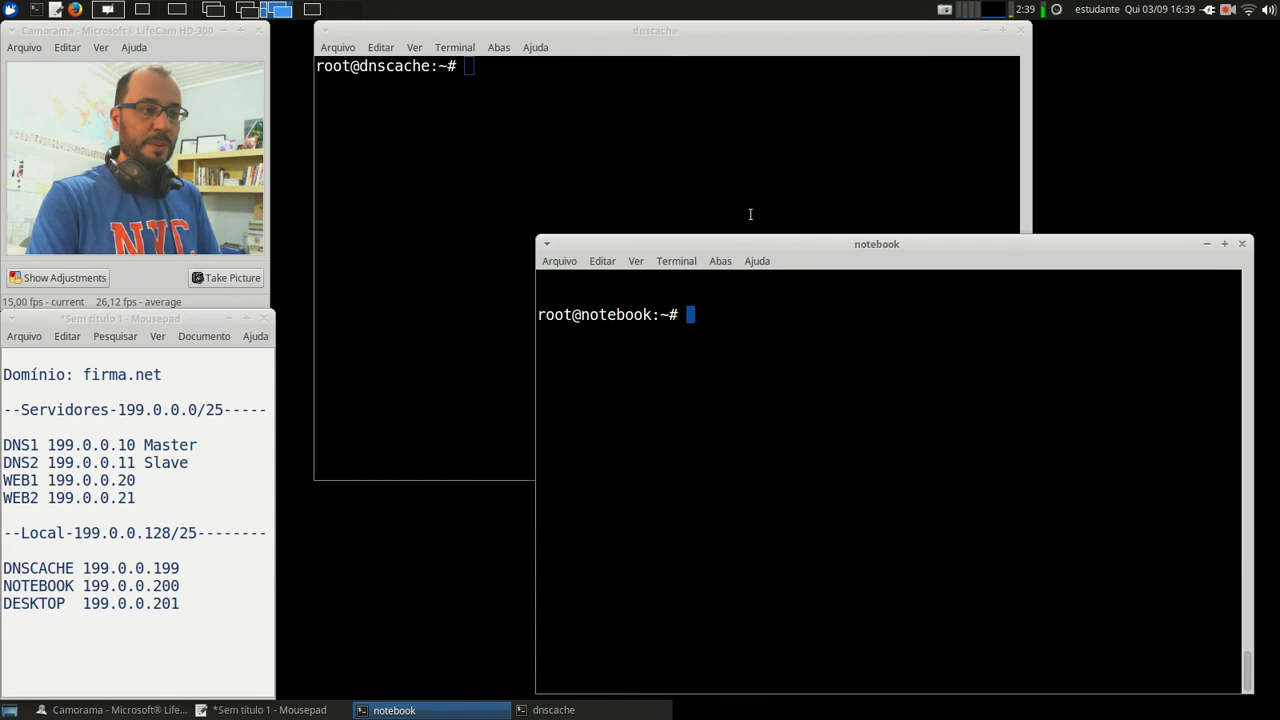 2:39 estudante Qui 03/09 16:39
Camorama - Microsoft® LifeCam HD-300
Arquivo Editar Ver Ajuda
NYC
Show Adjustments Take Picture
15,00 fps - current 26,12 fps - average
*Sem título 1 - Mousepad
Arquivo Editar Pesquisar Ver Documento Ajuda
Domínio: firma.net
--Servidores-199.0.0.0/25-----
DNS1 199.0.0.10 Master
DNS2 199.0.0.11 Slave
WEB1 199.0.0.20
WEB2 199.0.0.21
--Local-199.0.0.128/25--------
DNSCACHE 199.0.0.199
NOTEBOOK 199.0.0.200
DESKTOP 199.0.0.201
dnscache
Arquivo Editar Ver Terminal Abas Ajuda
root@dnscache:~#
notebook
Arquivo Editar Ver Terminal Abas Ajuda
root@notebook:~#
Camorama - Microsoft® Life... *Sem título 1 - Mousepad notebook dnscache